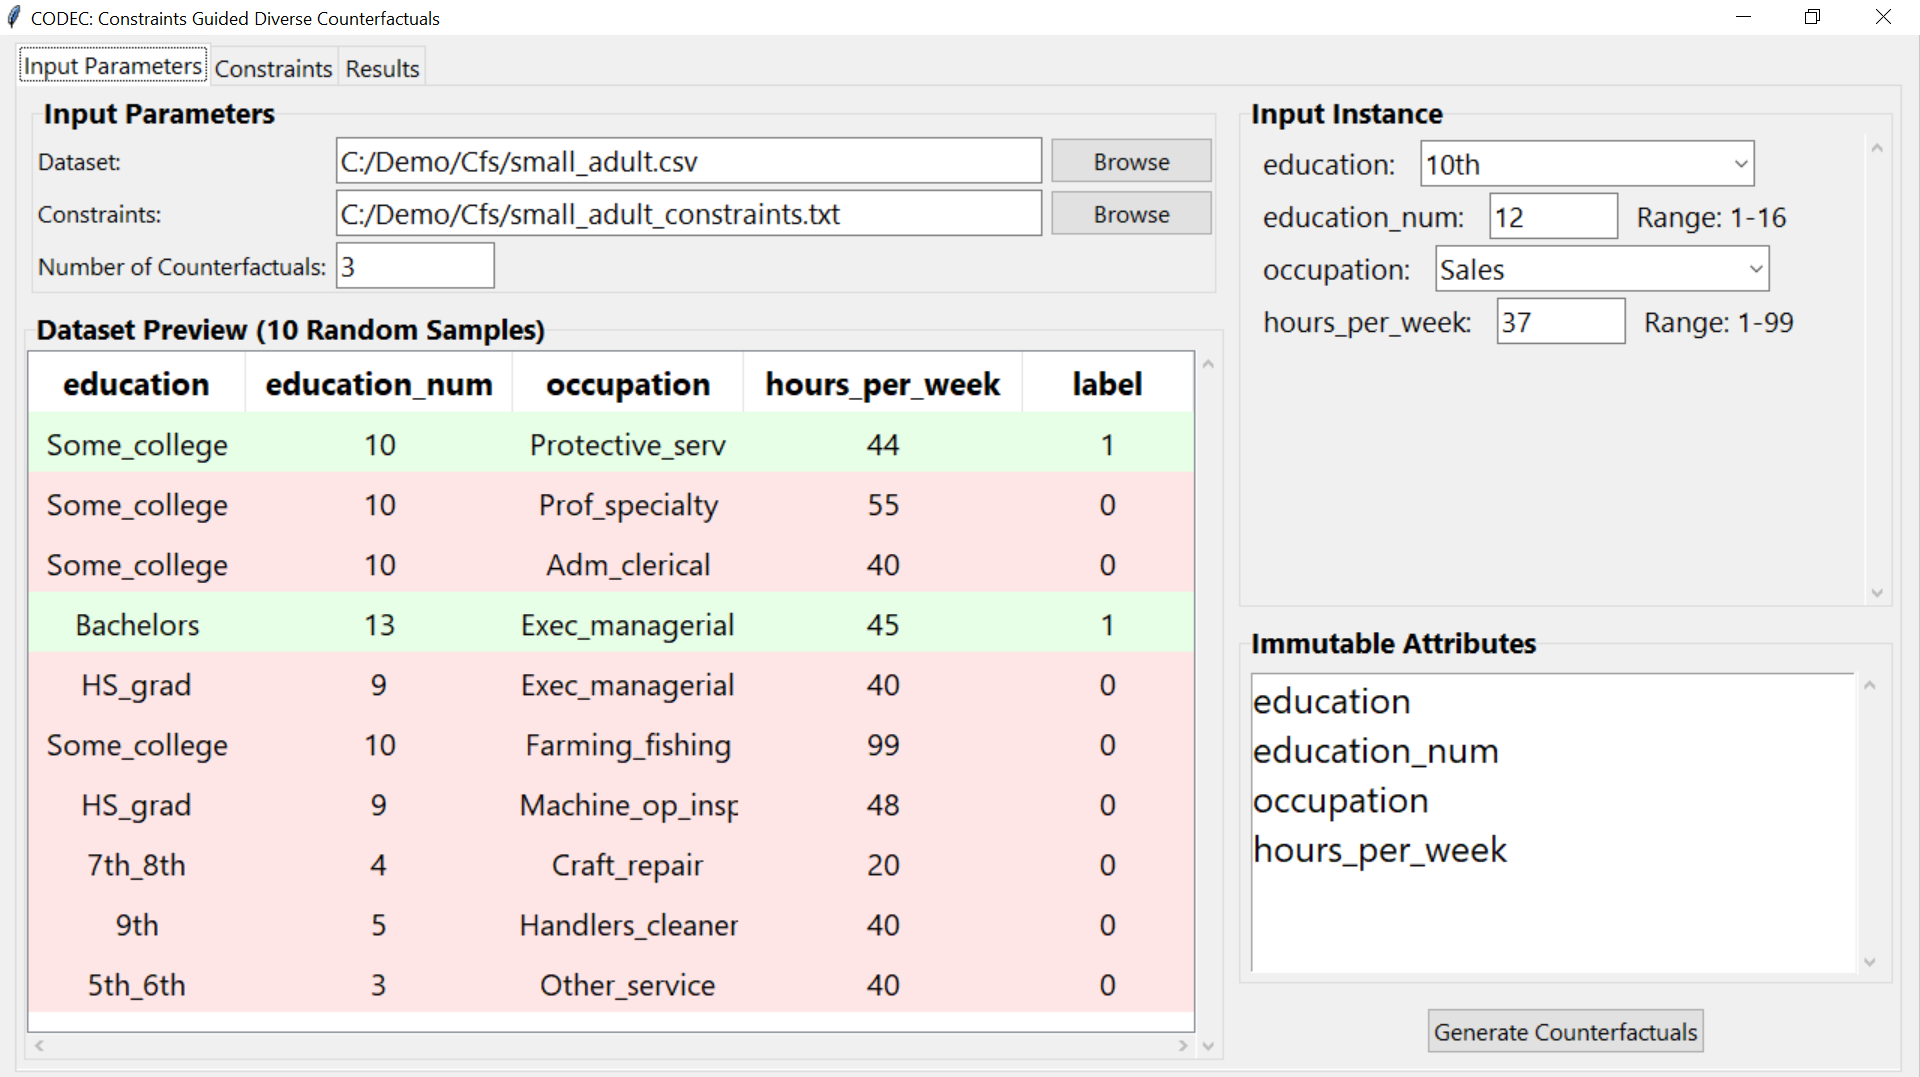 CODEC: Constraints Guided Diverse Counterfactuals
Input Parameters Constraints Results
Input Parameters
Dataset: C:/Demo/Cfs/small_adult.csv Browse
Constraints: C:/Demo/Cfs/small_adult_constraints.txt Browse
Number of Counterfactuals: 3
Dataset Preview (10 Random Samples)
education education_num occupation hours_per_week label
Some_college 10 Protective_serv 44 1
Some_college 10 Prof_specialty 55 0
Some_college 10 Adm_clerical 40 0
Bachelors 13 Exec_managerial 45 1
HS_grad 9 Exec_managerial 40 0
Some_college 10 Farming_fishing 99 0
HS_grad 9 Machine_op_insp 48 0
7th_8th 4 Craft_repair 20 0
9th 5 Handlers_cleaner 40 0
5th_6th 3 Other_service 40 0
Input Instance
education: 10th
education_num: 12 Range: 1-16
occupation: Sales
hours_per_week: 37 Range: 1-99
Immutable Attributes
education
education_num
occupation
hours_per_week
Generate Counterfactuals